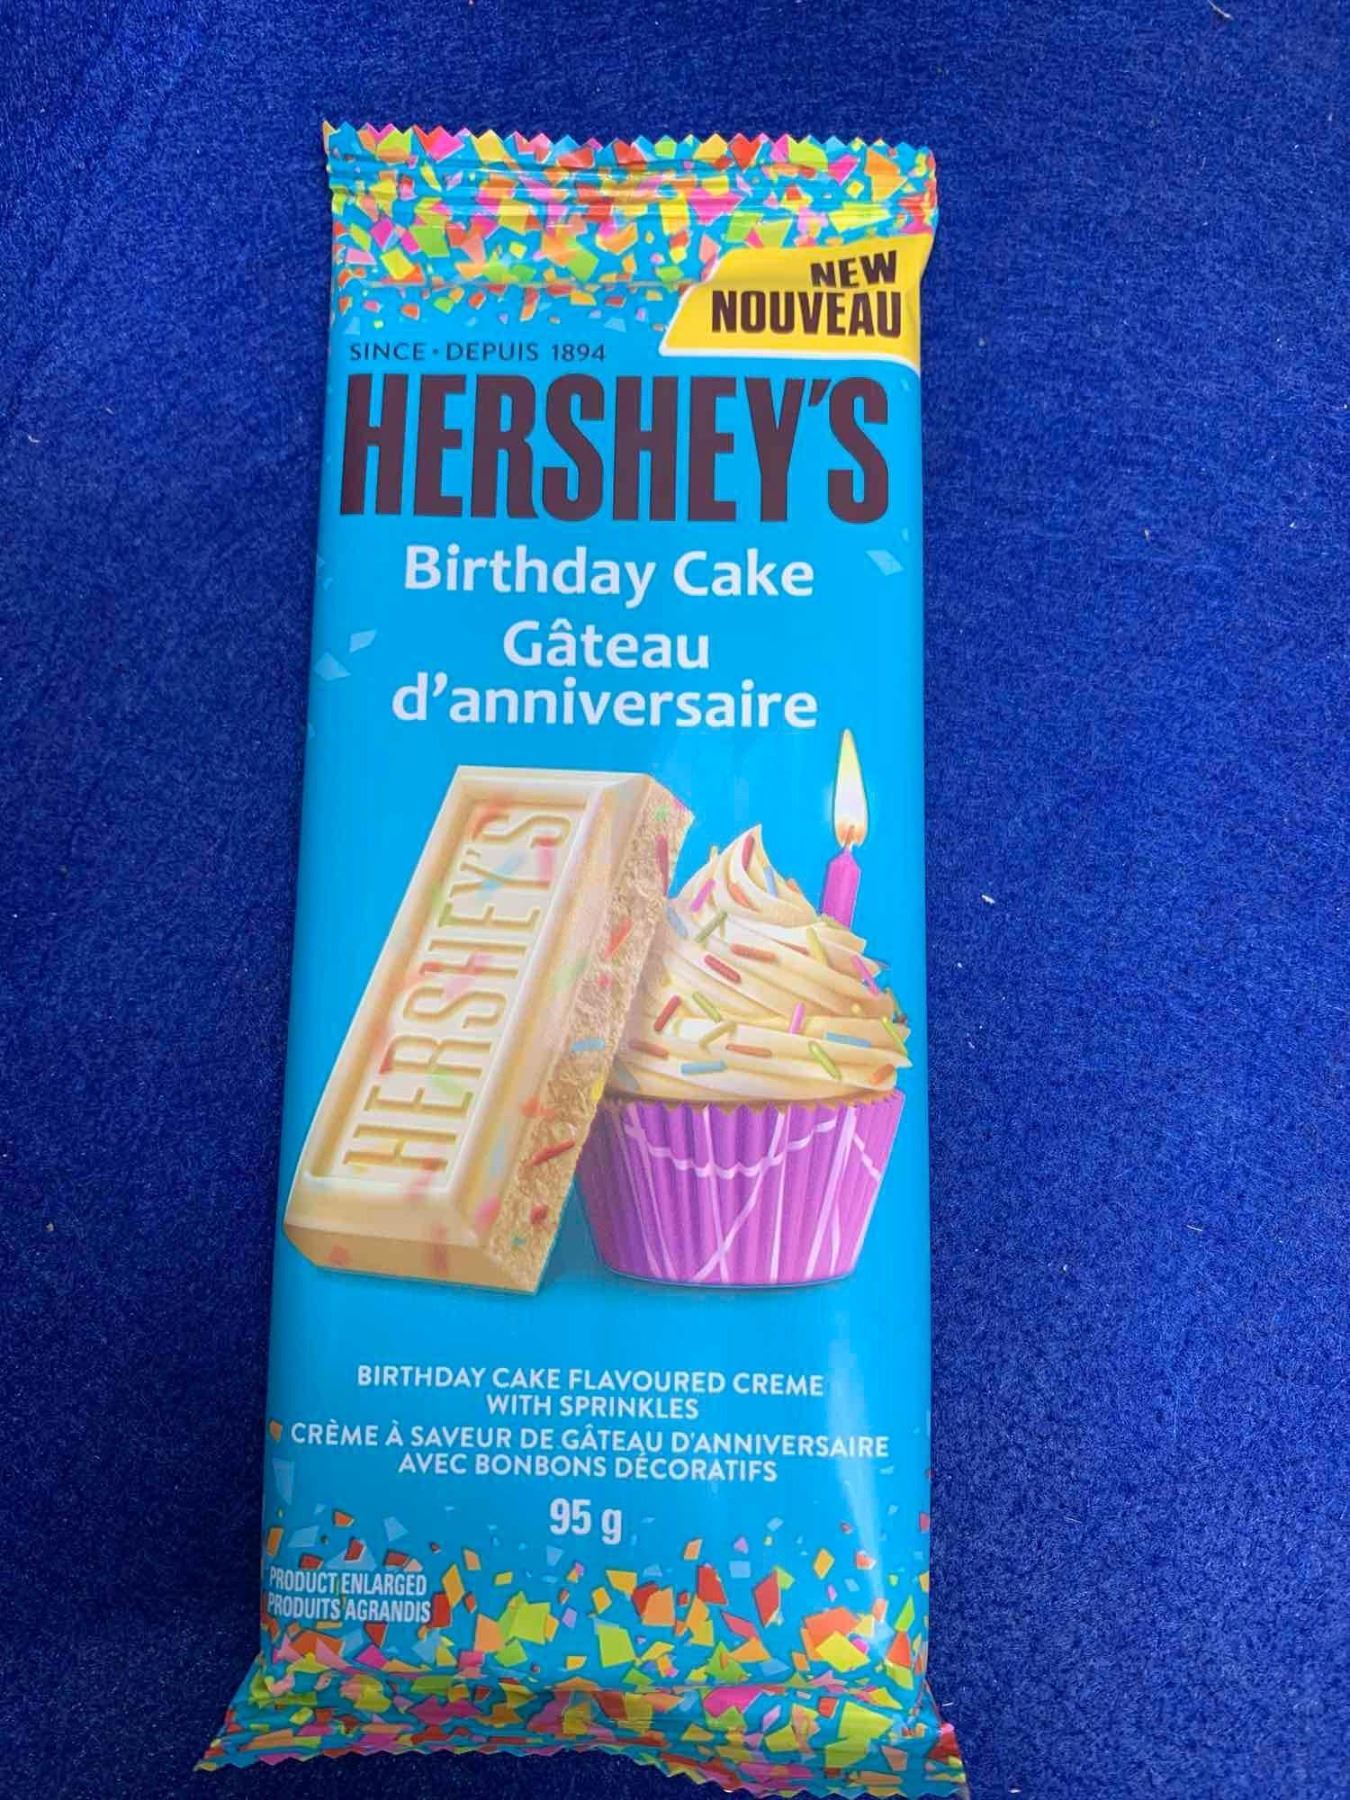 NEW
NOUVEAU
SINCE • DEPUIS 1894
HERSHEY'S
Birthday Cake
Gâteau
d'anniversaire
HERSHEY'S
BIRTHDAY CAKE FLAVOURED CREME
WITH SPRINKLES
CRÈME À SAVEUR DE GÂTEAU D'ANNIVERSAIRE
AVEC BONBONS DÉCORATIFS
95 g
PRODUCT ENLARGED
PRODUITS AGRANDIS